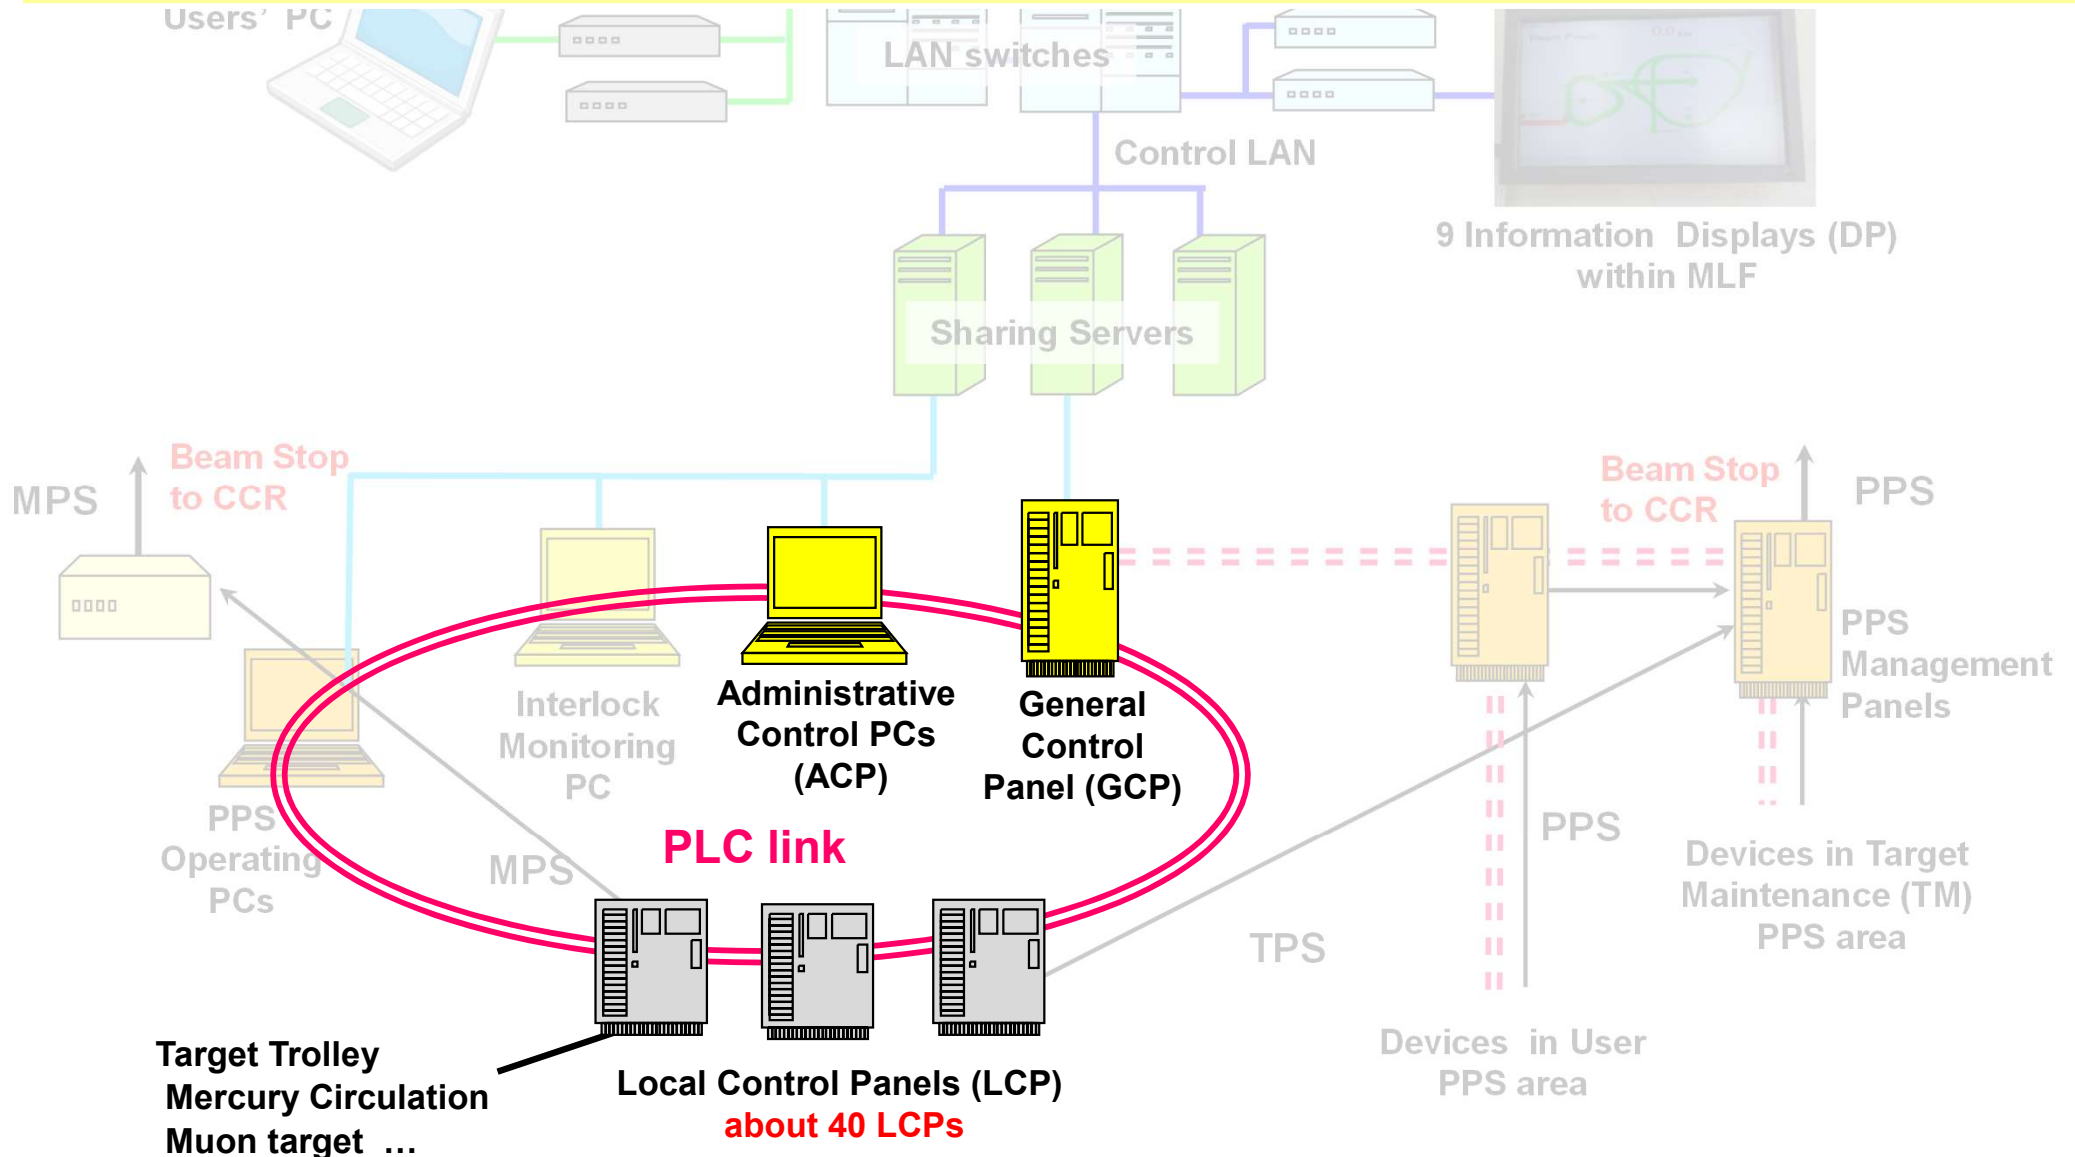 Users' PC
LAN switches
Control LAN
9 Information Displays (DP)
within MLF
Sharing Servers
Beam Stop
to CCR
MPS
Beam Stop
to CCR
PPS
Interlock
Monitoring
PC
Administrative
Control PCs
(ACP)
General
Control
Panel (GCP)
PPS
Management
Panels
PPS
Operating
PCs
PLC link
MPS
PPS
Devices in Target
Maintenance (TM)
PPS area
TPS
Devices in User
PPS area
Target Trolley
Mercury Circulation
Muon target ...
Local Control Panels (LCP)
about 40 LCPs